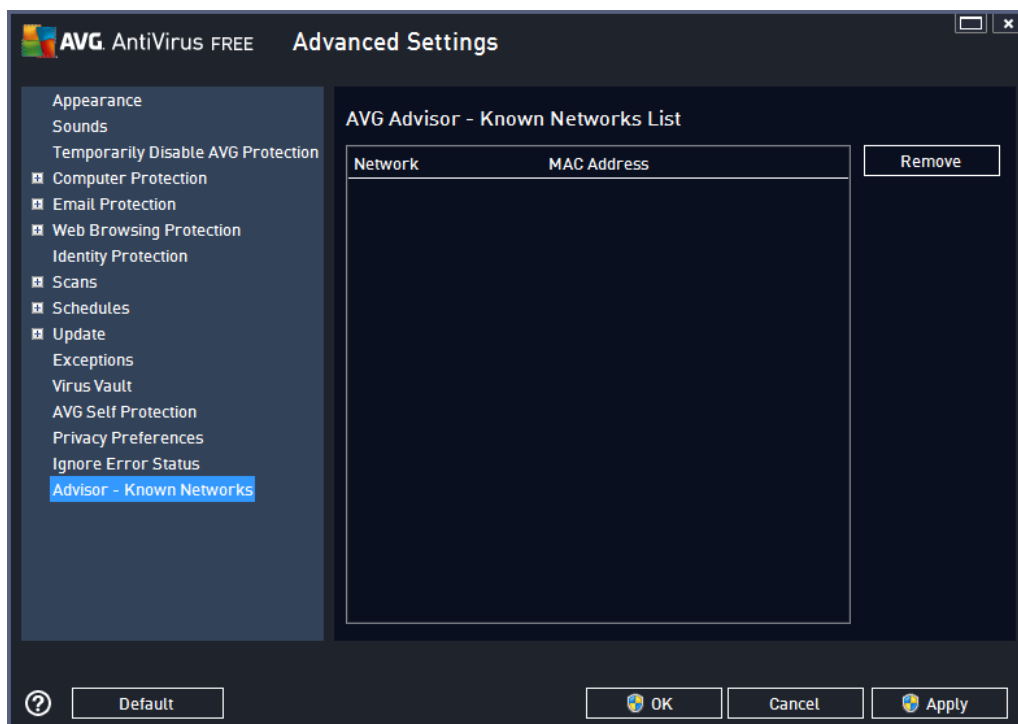 AVG. AntiVirus FREE Advanced Settings
Appearance
Sounds
Temporarily Disable AVG Protection
Computer Protection
Email Protection
Web Browsing Protection
Identity Protection
Scans
Schedules
Update
Exceptions
Virus Vault
AVG Self Protection
Privacy Preferences
Ignore Error Status
Advisor - Known Networks
AVG Advisor - Known Networks List
Network MAC Address
Remove
Default
OK
Cancel
Apply